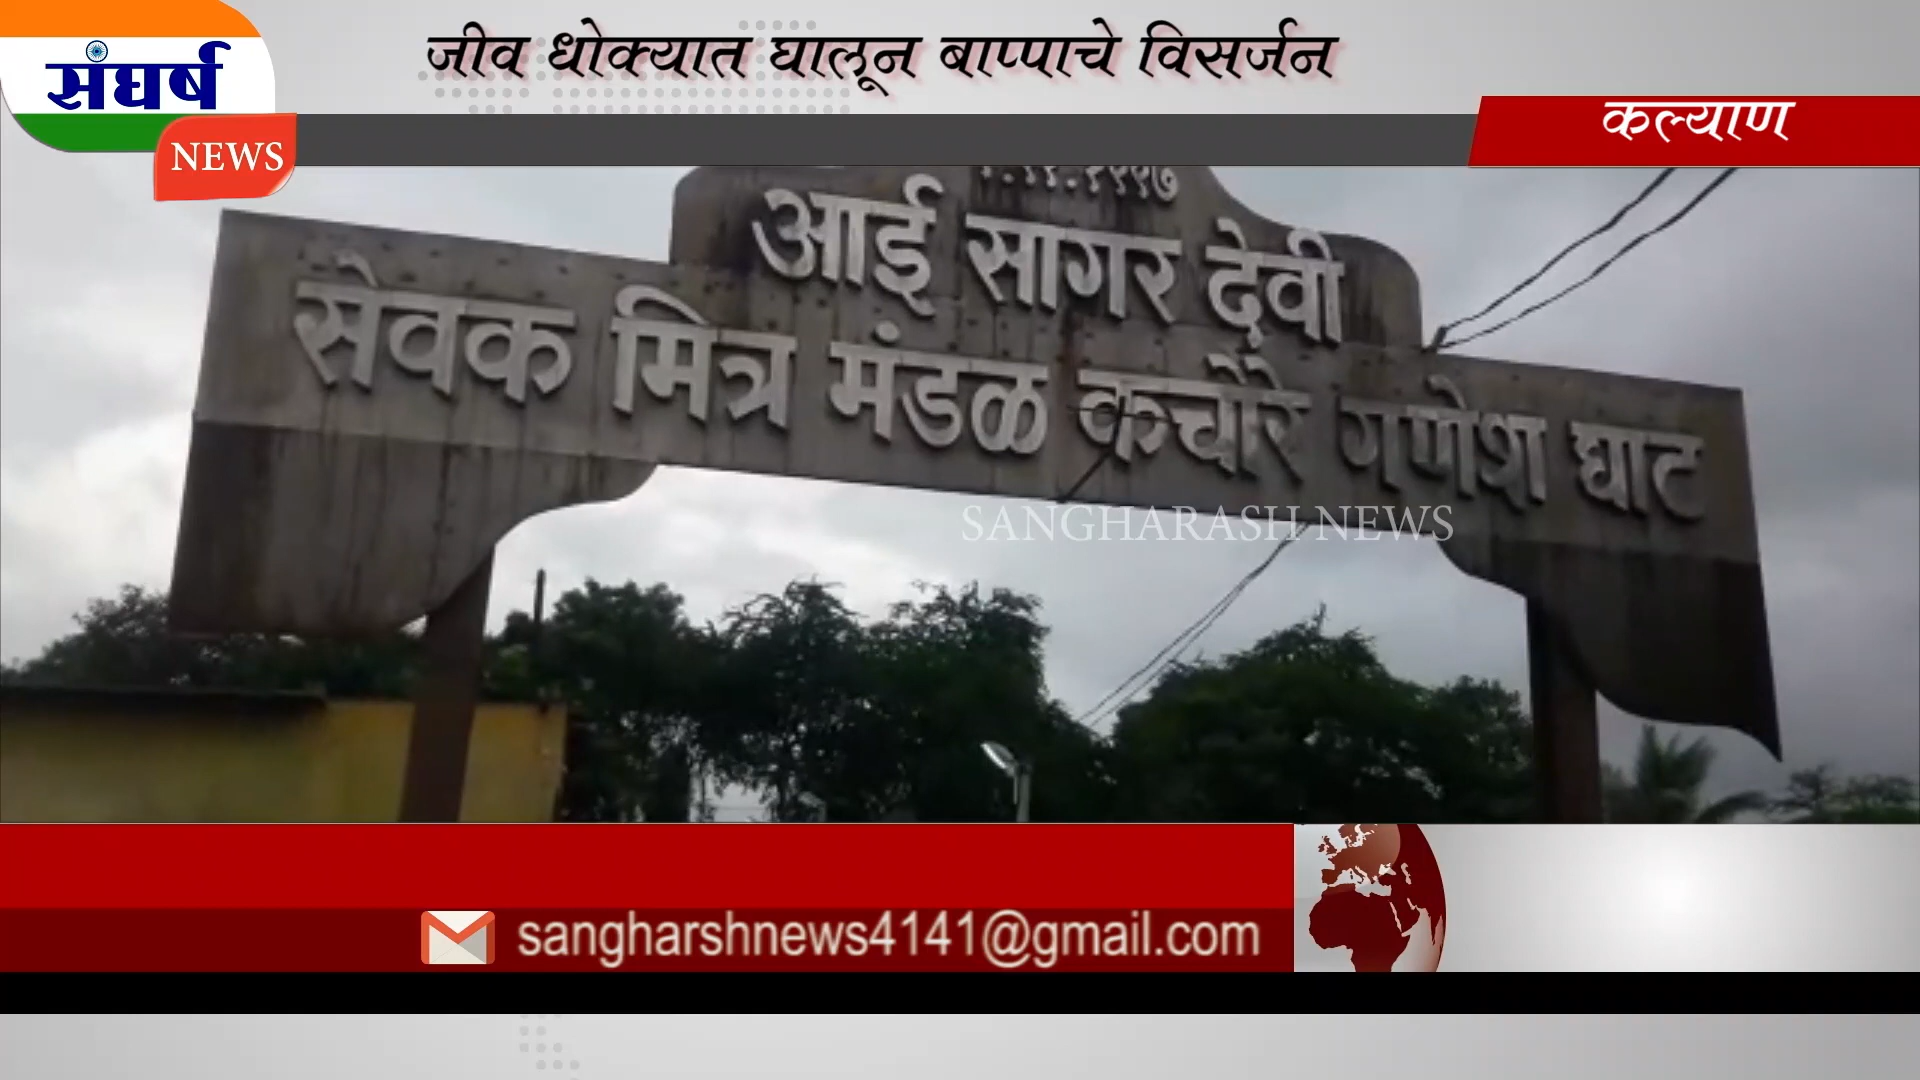 जीव धोक्यात घालून बाप्पाचे विसर्जन
संघर्ष
NEWS
कल्याण
आई सागर देवी
सेवक मित्र मंडळ कचोरे गणेश घाट
SANGHARASH NEWS
sangharshnews4141@gmail.com